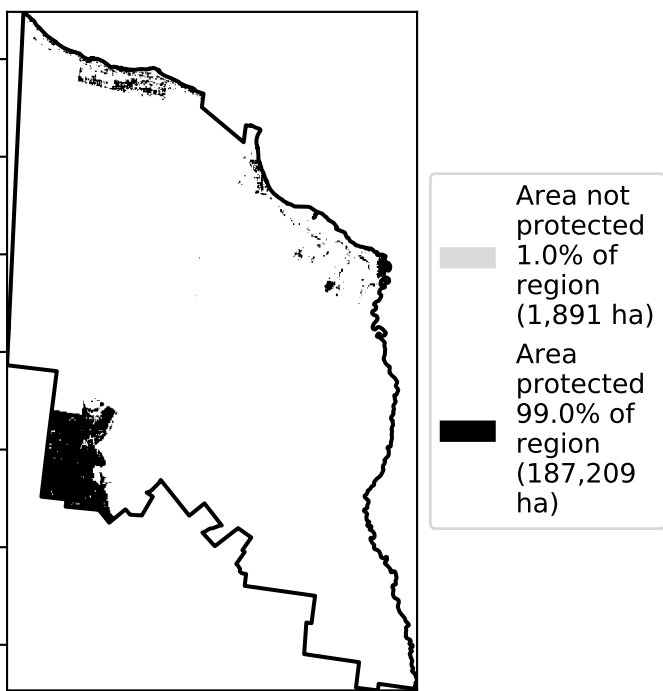 Area not
protected
1.0% of
region
(1,891 ha)
Area
protected
99.0% of
region
(187,209
ha)